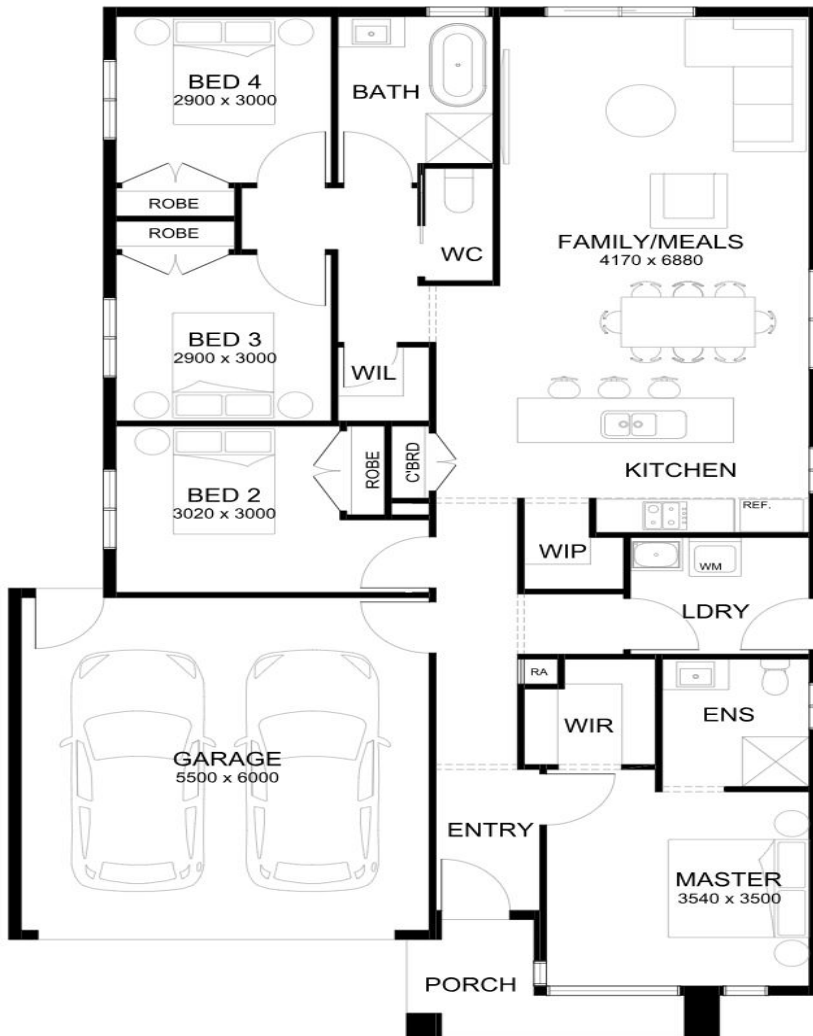 BED 4
2900 x 3000
BATH
ROBE
ROBE
WC
FAMILY/MEALS
4170 x 6880
BED 3
2900 x 3000
WIL
KITCHEN
BED 2
3020 x 3000
ROBE
C'BRD
REF.
WIP
WM
LDRY
RA
WIR
ENS
GARAGE
5500 x 6000
ENTRY
MASTER
3540 x 3500
PORCH